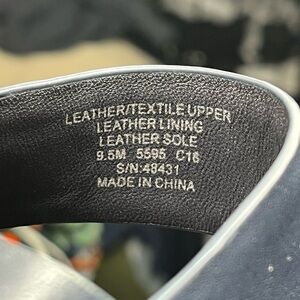 LEATHER/TEXTILE UPPER
LEATHER LINING
LEATHER SOLE
9.5M 5595 C16
S/N:48431
MADE IN CHINA